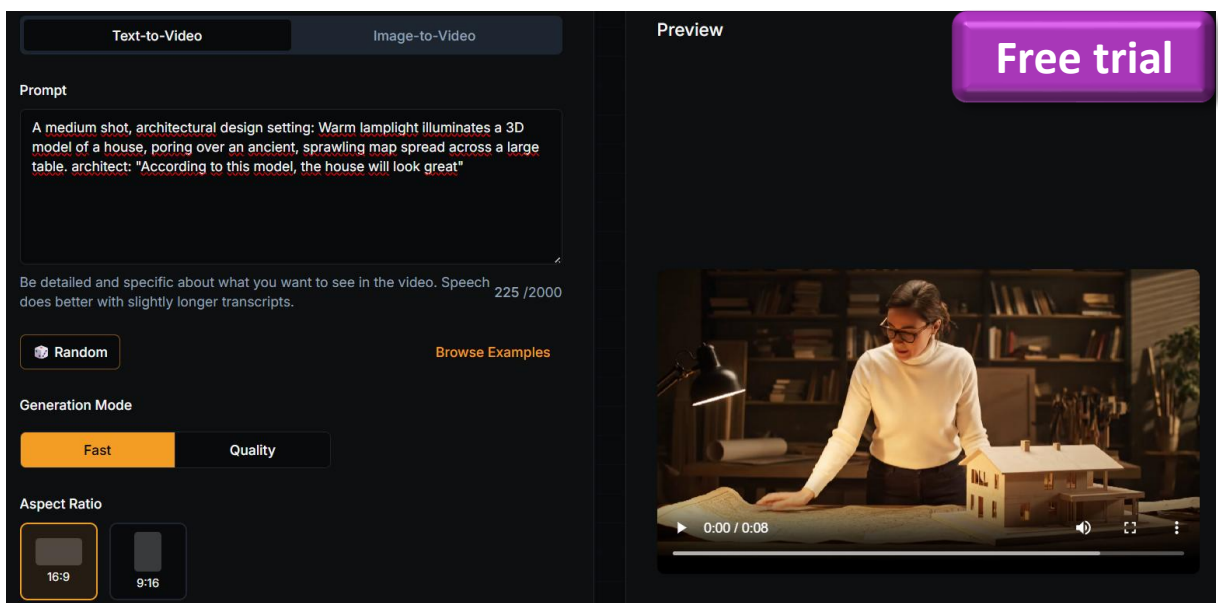 Text-to-Video
Image-to-Video
Prompt
A medium shot, architectural design setting: Warm lamplight illuminates a 3D
model of a house, poring over an ancient, sprawling map spread across a large
table. architect: "According to this model, the house will look great"
Be detailed and specific about what you want to see in the video. Speech
does better with slightly longer transcripts.
225 /2000
Random
Browse Examples
Generation Mode
Fast
Quality
Aspect Ratio
16:9
9:16
Preview
Free trial
0:00 / 0:08